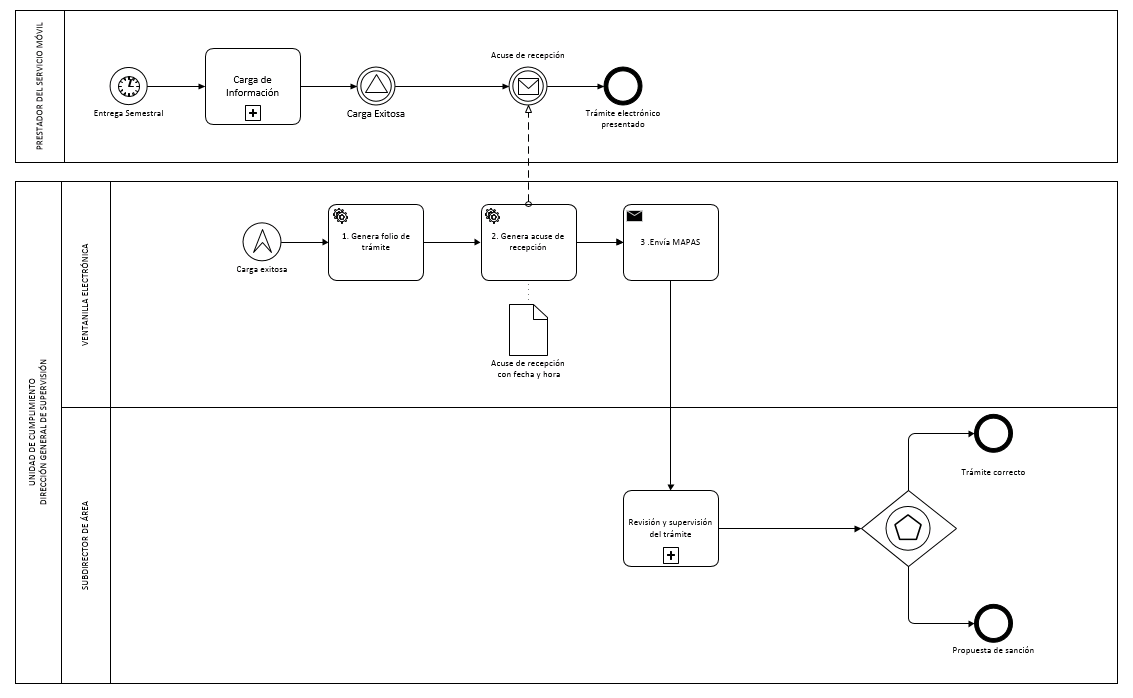 PRESTADOR DEL SERVICIO MÓVIL
Entrega Semestral
Carga de
Información
Carga Exitosa
Acuse de recepción
Trámite electrónico
presentado
UNIDAD DE CUMPLIMIENTO
DIRECCIÓN GENERAL DE SUPERVISIÓN
VENTANILLA ELECTRÓNICA
Carga exitosa
1. Genera folio de
trámite
2. Genera acuse de
recepción
3 .Envía MAPAS
Acuse de recepción
con fecha y hora
SUBDIRECTOR DE ÁREA
Revisión y supervisión
del trámite
Trámite correcto
Propuesta de sanción